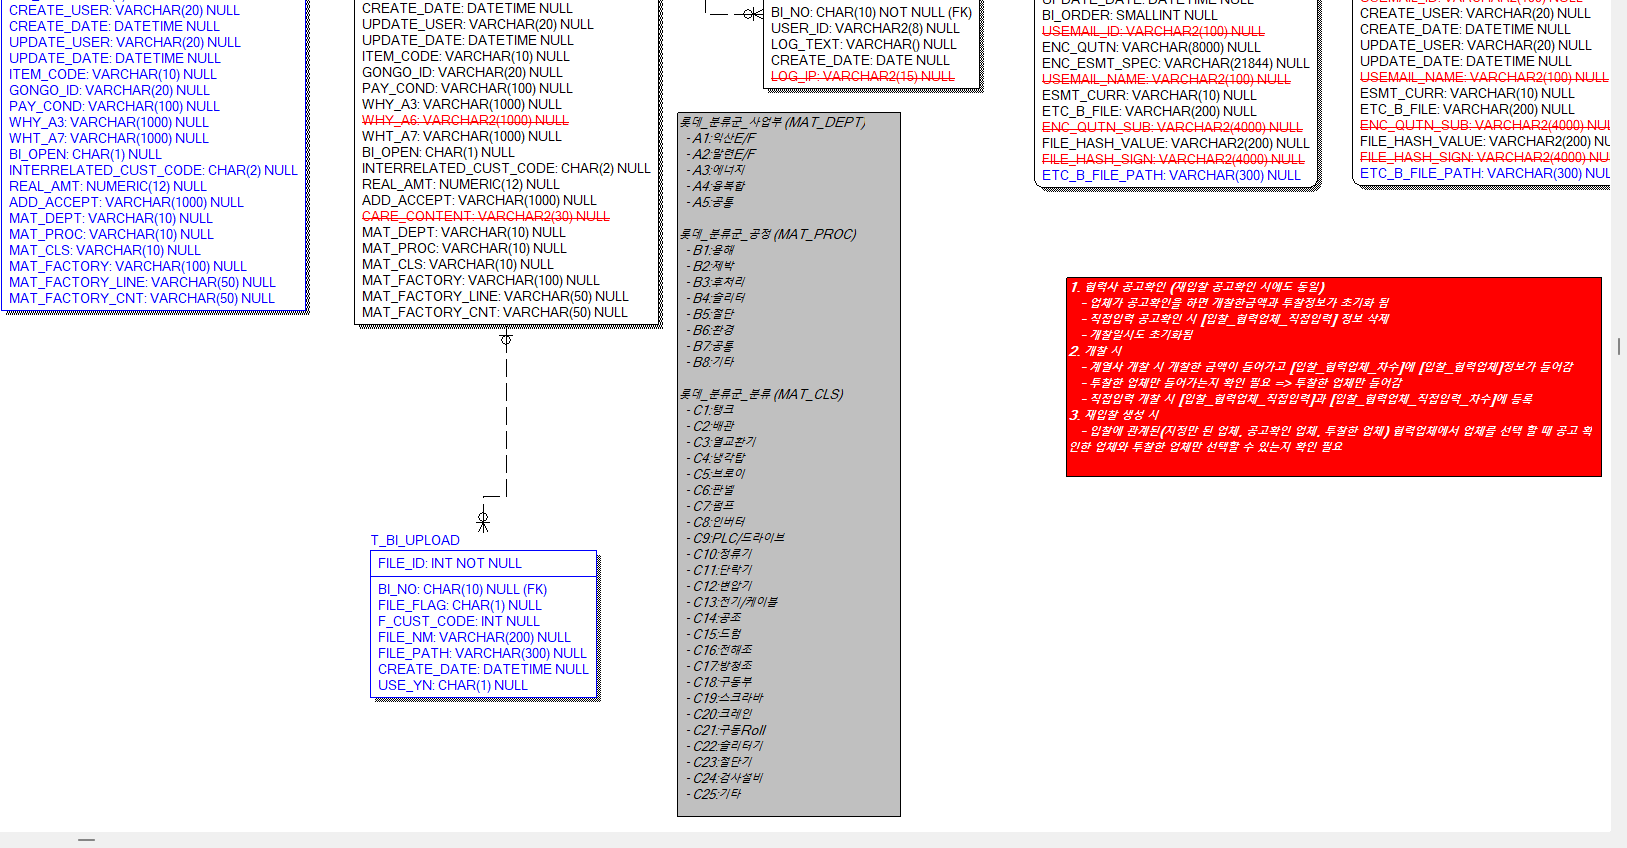 CREATE_USER: VARCHAR(20) NULL
CREATE_DATE: DATETIME NULL
UPDATE_USER: VARCHAR(20) NULL
UPDATE_DATE: DATETIME NULL
ITEM_CODE: VARCHAR(10) NULL
GONGO_ID: VARCHAR(20) NULL
PAY_COND: VARCHAR(100) NULL
WHY_A3: VARCHAR(1000) NULL
WHT_A7: VARCHAR(1000) NULL
BI_OPEN: CHAR(1) NULL
INTERRELATED_CUST_CODE: CHAR(2) NULL
REAL_AMT: NUMERIC(12) NULL
ADD_ACCEPT: VARCHAR(1000) NULL
MAT_DEPT: VARCHAR(10) NULL
MAT_PROC: VARCHAR(10) NULL
MAT_CLS: VARCHAR(10) NULL
MAT_FACTORY: VARCHAR(100) NULL
MAT_FACTORY_LINE: VARCHAR(50) NULL
MAT_FACTORY_CNT: VARCHAR(50) NULL
CREATE_DATE: DATETIME NULL
UPDATE_USER: VARCHAR(20) NULL
UPDATE_DATE: DATETIME NULL
ITEM_CODE: VARCHAR(10) NULL
GONGO_ID: VARCHAR(20) NULL
PAY_COND: VARCHAR(100) NULL
WHY_A3: VARCHAR(1000) NULL
WHY_A6: VARCHAR2(1000) NULL
WHT_A7: VARCHAR(1000) NULL
BI_OPEN: CHAR(1) NULL
INTERRELATED_CUST_CODE: CHAR(2) NULL
REAL_AMT: NUMERIC(12) NULL
ADD_ACCEPT: VARCHAR(1000) NULL
CARE_CONTENT: VARCHAR2(30) NULL
MAT_DEPT: VARCHAR(10) NULL
MAT_PROC: VARCHAR(10) NULL
MAT_CLS: VARCHAR(10) NULL
MAT_FACTORY: VARCHAR(100) NULL
MAT_FACTORY_LINE: VARCHAR(50) NULL
MAT_FACTORY_CNT: VARCHAR(50) NULL
T_BI_UPLOAD
FILE_ID: INT NOT NULL
BI_NO: CHAR(10) NULL (FK)
FILE_FLAG: CHAR(1) NULL
F_CUST_CODE: INT NULL
FILE_NM: VARCHAR(200) NULL
FILE_PATH: VARCHAR(300) NULL
CREATE_DATE: DATETIME NULL
USE_YN: CHAR(1) NULL
BI_NO: CHAR(10) NOT NULL (FK)
USER_ID: VARCHAR2(8) NULL
LOG_TEXT: VARCHAR() NULL
CREATE_DATE: DATE NULL
LOG_IP: VARCHAR2(15) NULL
롯데_분류군_사업부 (MAT_DEPT)
- A1:익산E/F
- A2:말련E/F
- A3:에너지
- A4:융복합
- A5:공통
롯데_분류군_공정 (MAT_PROC)
- B1:용해
- B2:제박
- B3:후처리
- B4:슬리터
- B5:절단
- B6:환경
- B7:공통
- B8:기타
롯데_분류군_분류 (MAT_CLS)
- C1:탱크
- C2:배관
- C3:열교환기
- C4:냉각탑
- C5:브로이
- C6:판넬
- C7:펌프
- C8:인버터
- C9:PLC/드라이브
- C10:정류기
- C11:단락기
- C12:변압기
- C13:전기/케이블
- C14:공조
- C15:드럼
- C16:전해조
- C17:방청조
- C18:구동부
- C19:스크라바
- C20:크레인
- C21:구동Roll
- C22:슬리터기
- C23:절단기
- C24:검사설비
- C25:기타
UPDATE_DATE: DATETIME NULL
BI_ORDER: SMALLINT NULL
USEMAIL_ID: VARCHAR2(100) NULL
ENC_QUTN: VARCHAR(8000) NULL
ENC_ESMT_SPEC: VARCHAR(21844) NULL
USEMAIL_NAME: VARCHAR2(100) NULL
ESMT_CURR: VARCHAR(10) NULL
ETC_B_FILE: VARCHAR(200) NULL
ENC_QUTN_SUB: VARCHAR2(4000) NULL
FILE_HASH_VALUE: VARCHAR2(200) NULL
FILE_HASH_SIGN: VARCHAR2(4000) NULL
ETC_B_FILE_PATH: VARCHAR(300) NULL
CREATE_USER: VARCHAR(20) NULL
CREATE_DATE: DATETIME NULL
UPDATE_USER: VARCHAR(20) NULL
UPDATE_DATE: DATETIME NULL
USEMAIL_NAME: VARCHAR2(100) NULL
ESMT_CURR: VARCHAR(10) NULL
ETC_B_FILE: VARCHAR(200) NULL
ENC_QUTN_SUB: VARCHAR2(4000) NUL
FILE_HASH_VALUE: VARCHAR2(200) NU
FILE_HASH_SIGN: VARCHAR2(4000) NU
ETC_B_FILE_PATH: VARCHAR(300) NUL
1. 협력사 공고확인 (재입찰 공고확인 시에도 동일)
- 업체가 공고확인을 하면 개찰한금액과 투찰정보가 초기화 됨
- 직접입력 공고확인 시 [입찰_협력업체_직접입력] 정보 삭제
- 개찰일시도 초기화됨
2. 개찰 시
- 계열사 개찰 시 개찰한 금액이 들어가고 [입찰_협력업체_차수]에 [입찰_협력업체]정보가 들어감
- 투찰한 업체만 들어가는지 확인 필요 => 투찰한 업체만 들어감
- 직접입력 개찰 시 [입찰_협력업체_직접입력]과 [입찰_협력업체_직접입력_차수]에 등록
3. 재입찰 생성 시
- 입찰에 관계된(지정만 된 업체, 공고확인 업체, 투찰한 업체) 협력업체에서 업체를 선택 할 때 공고 확
인한 업체와 투찰한 업체만 선택할 수 있는지 확인 필요